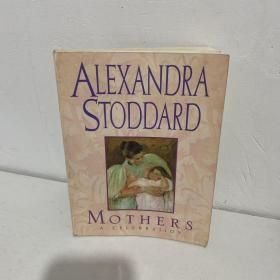 ALEXANDRA
STODDARD
MOTHERS
A CELEBRATION